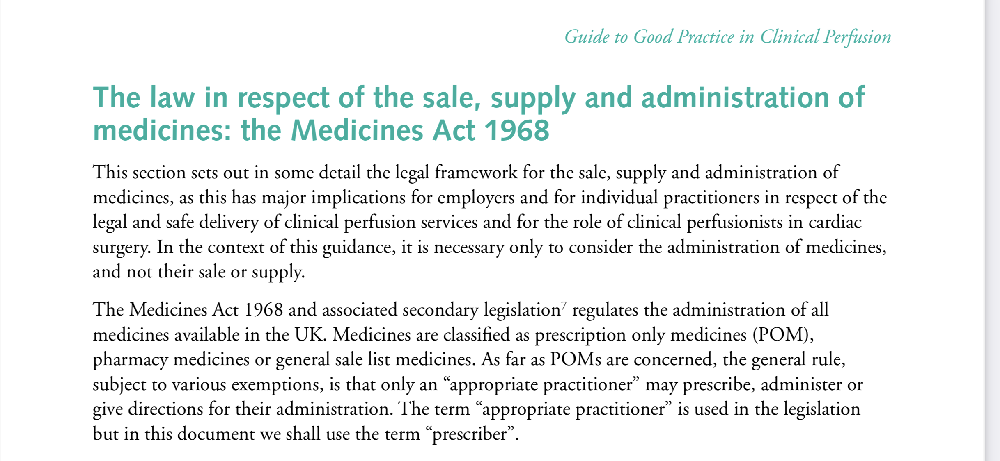 Guide to Good Practice in Clinical Perfusion
The law in respect of the sale, supply and administration of
medicines: the Medicines Act 1968
This section sets out in some detail the legal framework for the sale, supply and administration of
medicines, as this has major implications for employers and for individual practitioners in respect of the
legal and safe delivery of clinical perfusion services and for the role of clinical perfusionists in cardiac
surgery. In the context of this guidance, it is necessary only to consider the administration of medicines,
and not their sale or supply.
The Medicines Act 1968 and associated secondary legislation⁷ regulates the administration of all
medicines available in the UK. Medicines are classified as prescription only medicines (POM),
pharmacy medicines or general sale list medicines. As far as POMs are concerned, the general rule,
subject to various exemptions, is that only an “appropriate practitioner” may prescribe, administer or
give directions for their administration. The term “appropriate practitioner” is used in the legislation
but in this document we shall use the term “prescriber”.